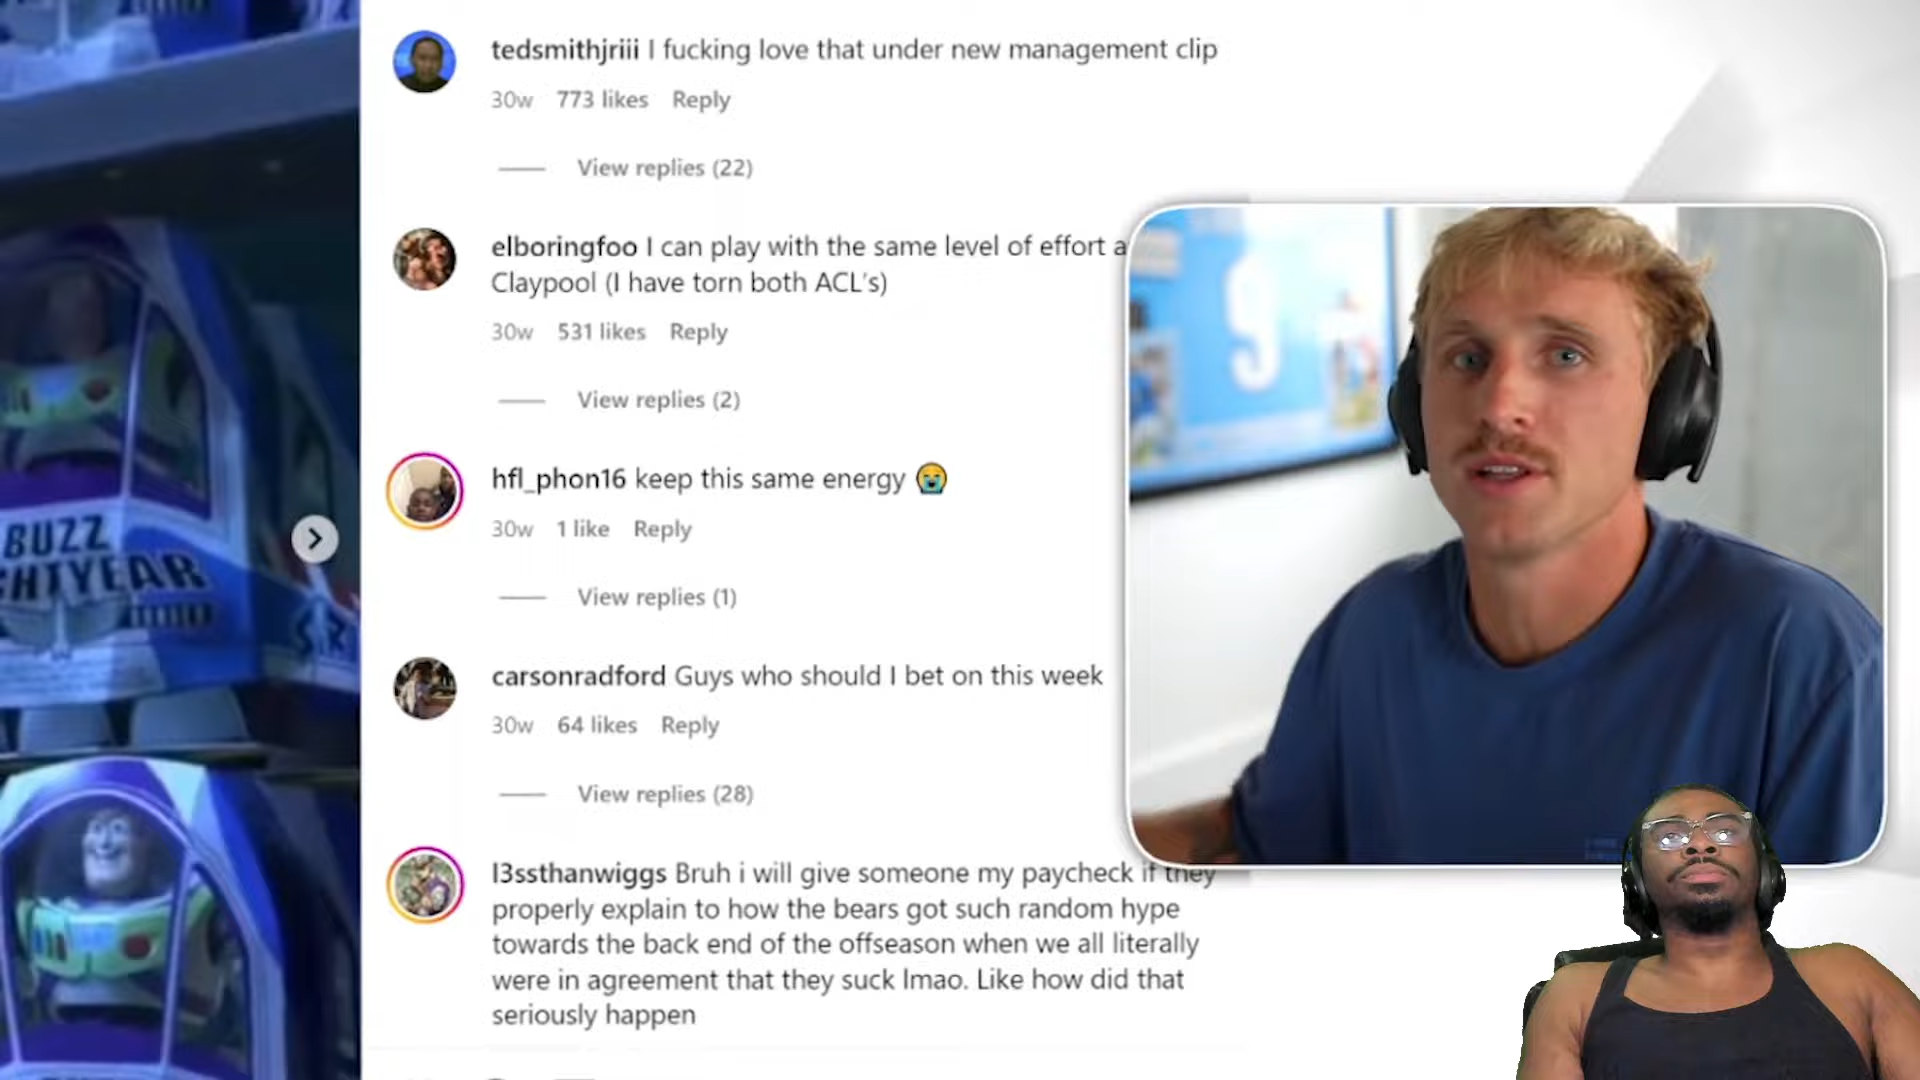 tedsmithjriii I fucking love that under new management clip
30w 773 likes Reply
View replies (22)
elboringfoo I can play with the same level of effort a
Claypool (I have torn both ACL's)
30w 531 likes Reply
View replies (2)
hfl_phon16 keep this same energy 😭
30w 1 like Reply
View replies (1)
carsonradford Guys who should I bet on this week
30w 64 likes Reply
View replies (28)
l3ssthanwiggs Bruh i will give someone my paycheck if they
properly explain to how the bears got such random hype
towards the back end of the offseason when we all literally
were in agreement that they suck lmao. Like how did that
seriously happen
BUZZ
GHTYEAR
9